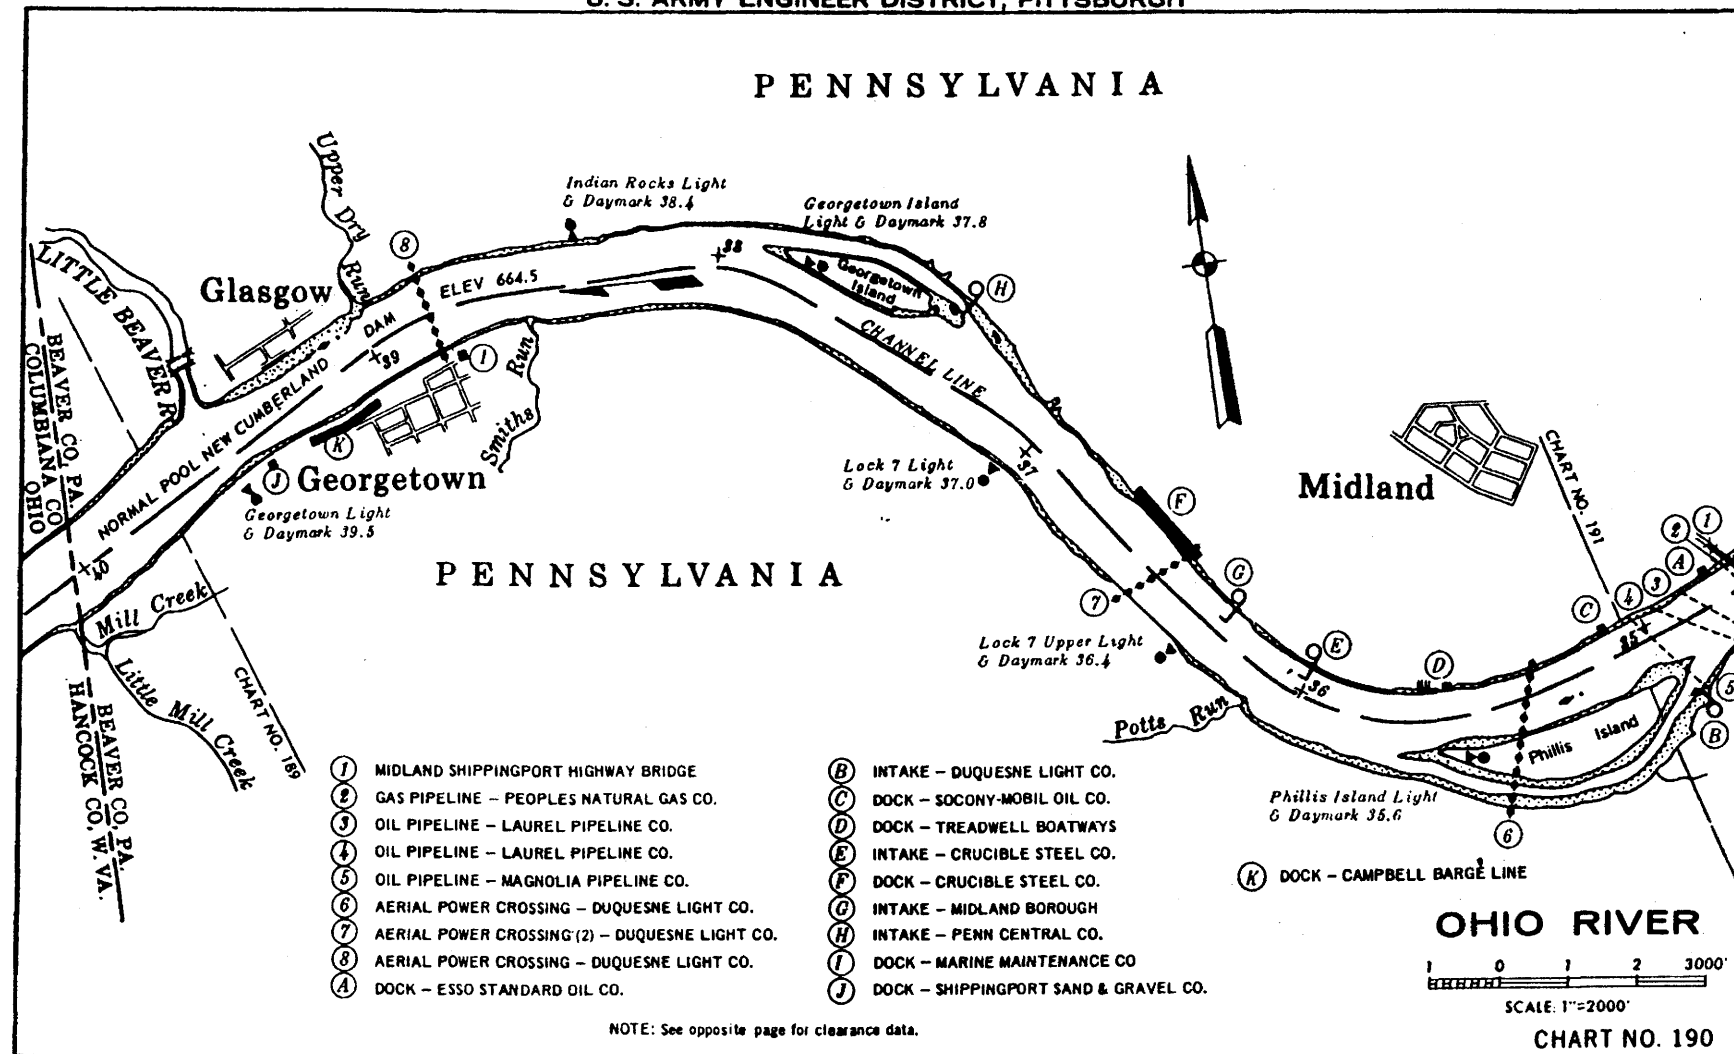 U. S. ARMY ENGINEER DISTRICT, PITTSBURGH
PENNSYLVANIA
Upper Dry Run
Indian Rocks Light
& Daymark 38.4
Georgetown Island
Light & Daymark 37.8
LITTLE BEAVER R.
Glasgow
8
ELEV 664.5
38
Georgetown
Island
H
BEAVER CO, PA.
COLUMBIANA CO
OHIO
NORMAL POOL NEW CUMBERLAND DAM
39
I
Smiths Run
CHANNEL LINE
K
J
Georgetown
Georgetown Light
& Daymark 39.5
Lock 7 Light
& Daymark 37.0
37
F
Midland
CHART NO. 191
40
PENNSYLVANIA
Mill Creek
7
G
Lock 7 Upper Light
& Daymark 36.4
E
36
D
C
4
3
A
2
1
35
5
B
Little Mill Creek
CHART NO. 189
Potts Run
Phillis Island
Phillis Island Light
& Daymark 35.6
6
BEAVER CO, PA.
HANCOCK CO, W. VA.
1 MIDLAND SHIPPINGPORT HIGHWAY BRIDGE
2 GAS PIPELINE – PEOPLES NATURAL GAS CO.
3 OIL PIPELINE – LAUREL PIPELINE CO.
4 OIL PIPELINE – LAUREL PIPELINE CO.
5 OIL PIPELINE – MAGNOLIA PIPELINE CO.
6 AERIAL POWER CROSSING – DUQUESNE LIGHT CO.
7 AERIAL POWER CROSSING (2) – DUQUESNE LIGHT CO.
8 AERIAL POWER CROSSING – DUQUESNE LIGHT CO.
A DOCK – ESSO STANDARD OIL CO.
B INTAKE – DUQUESNE LIGHT CO.
C DOCK – SOCONY-MOBIL OIL CO.
D DOCK – TREADWELL BOATWAYS
E INTAKE – CRUCIBLE STEEL CO.
F DOCK – CRUCIBLE STEEL CO.
G INTAKE – MIDLAND BOROUGH
H INTAKE – PENN CENTRAL CO.
I DOCK – MARINE MAINTENANCE CO
J DOCK – SHIPPINGPORT SAND & GRAVEL CO.
K DOCK – CAMPBELL BARGE LINE
NOTE: See opposite page for clearance data.
OHIO RIVER
1 0 1 2 3000'
SCALE: 1"=2000'
CHART NO. 190